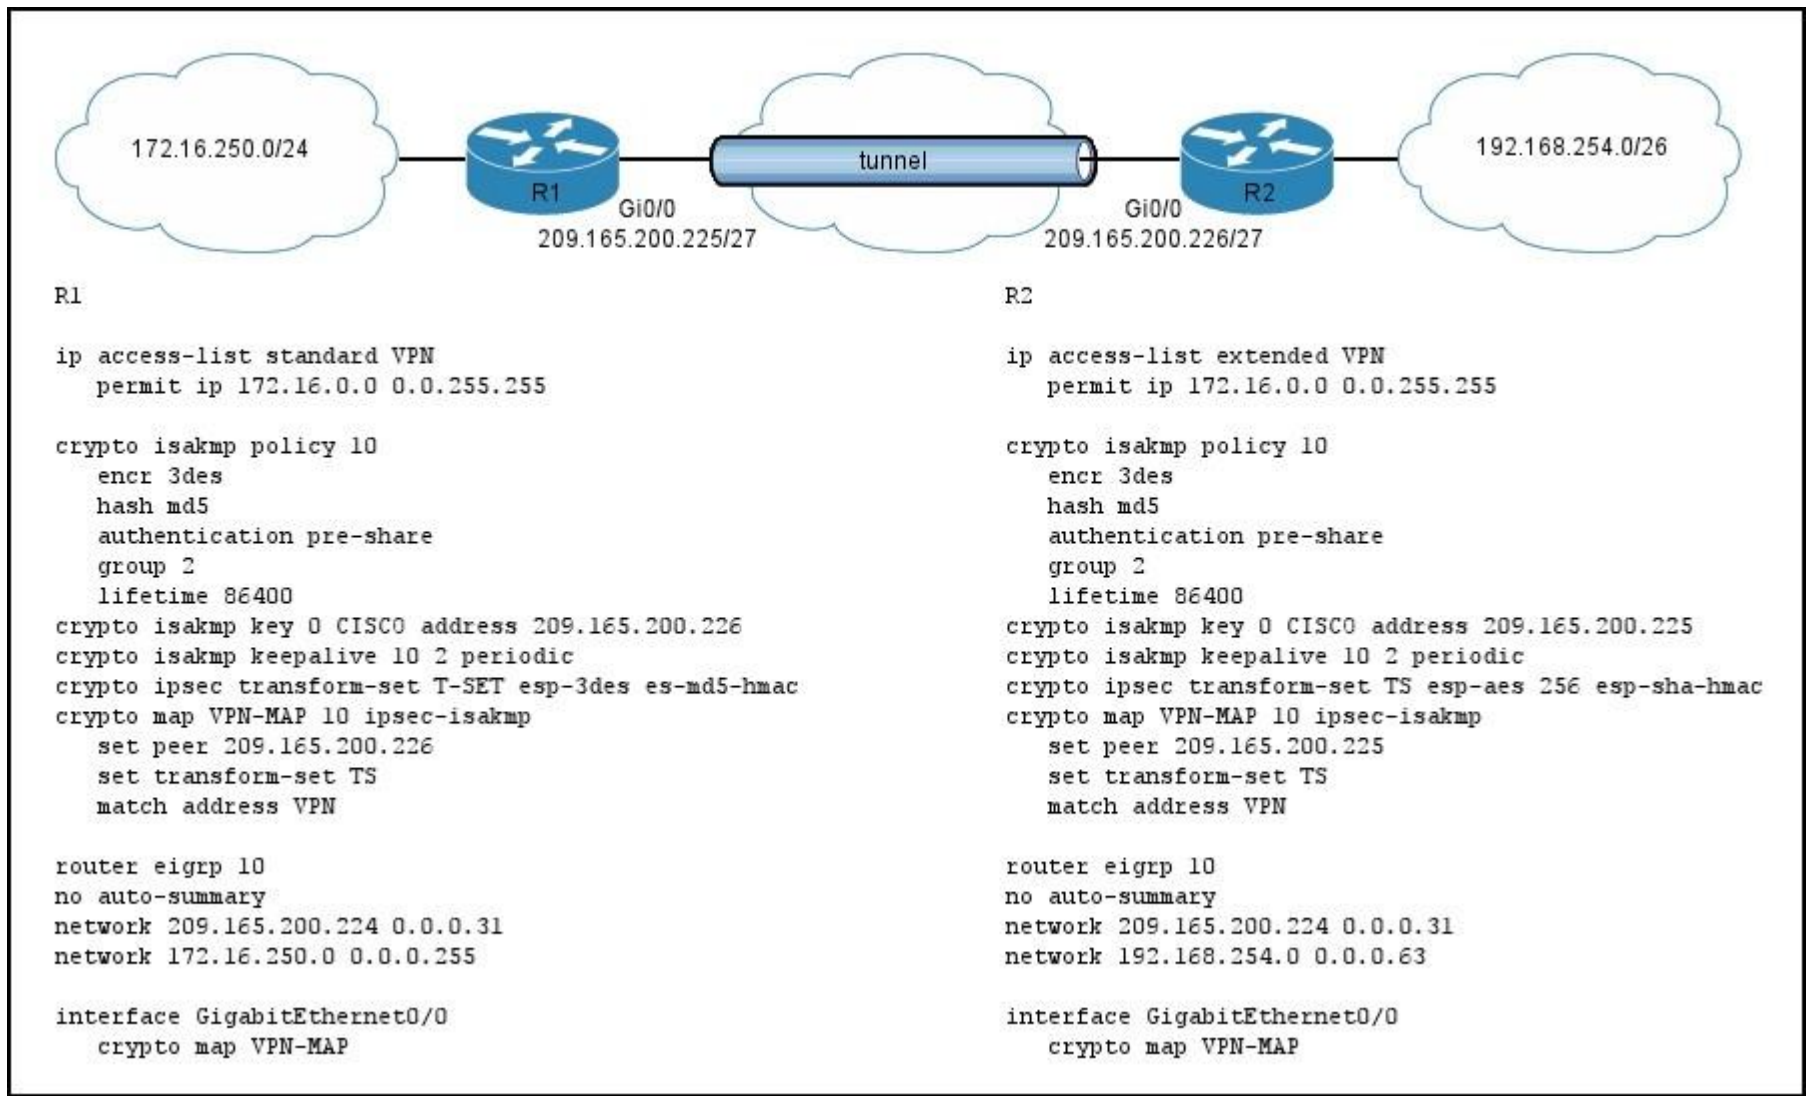 172.16.250.0/24
R1
Gi0/0
209.165.200.225/27
tunnel
Gi0/0
209.165.200.226/27
R2
192.168.254.0/26
R1
ip access-list standard VPN
permit ip 172.16.0.0 0.0.255.255
crypto isakmp policy 10
encr 3des
hash md5
authentication pre-share
group 2
lifetime 86400
crypto isakmp key 0 CISCO address 209.165.200.226
crypto isakmp keepalive 10 2 periodic
crypto ipsec transform-set T-SET esp-3des es-md5-hmac
crypto map VPN-MAP 10 ipsec-isakmp
set peer 209.165.200.226
set transform-set TS
match address VPN
router eigrp 10
no auto-summary
network 209.165.200.224 0.0.0.31
network 172.16.250.0 0.0.0.255
interface GigabitEthernet0/0
crypto map VPN-MAP
R2
ip access-list extended VPN
permit ip 172.16.0.0 0.0.255.255
crypto isakmp policy 10
encr 3des
hash md5
authentication pre-share
group 2
lifetime 86400
crypto isakmp key 0 CISCO address 209.165.200.225
crypto isakmp keepalive 10 2 periodic
crypto ipsec transform-set TS esp-aes 256 esp-sha-hmac
crypto map VPN-MAP 10 ipsec-isakmp
set peer 209.165.200.225
set transform-set TS
match address VPN
router eigrp 10
no auto-summary
network 209.165.200.224 0.0.0.31
network 192.168.254.0 0.0.0.63
interface GigabitEthernet0/0
crypto map VPN-MAP